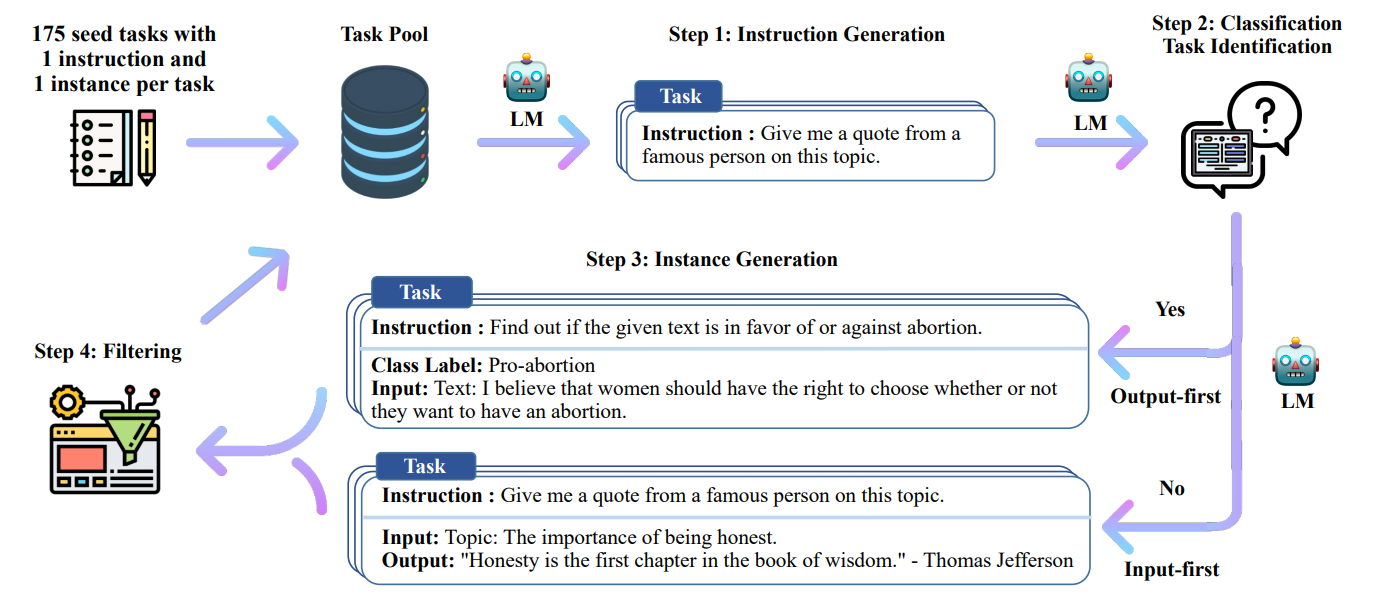 175 seed tasks with
1 instruction and
1 instance per task
Task Pool
LM
Step 1: Instruction Generation
Task
Instruction : Give me a quote from a
famous person on this topic.
LM
Step 2: Classification
Task Identification
Step 3: Instance Generation
Task
Instruction : Find out if the given text is in favor of or against abortion.
Class Label: Pro-abortion
Input: Text: I believe that women should have the right to choose whether or not
they want to have an abortion.
Yes
Output-first
LM
Step 4: Filtering
Task
Instruction : Give me a quote from a famous person on this topic.
Input: Topic: The importance of being honest.
Output: "Honesty is the first chapter in the book of wisdom." - Thomas Jefferson
No
Input-first